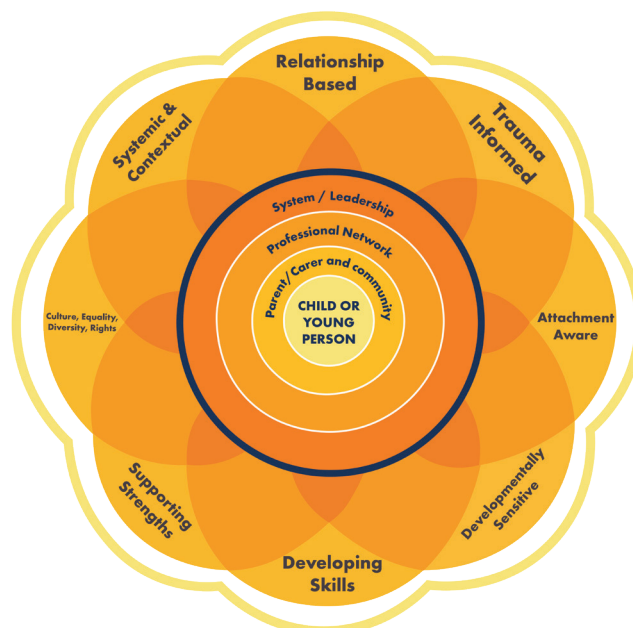 Relationship
Based
Systemic &
Contextual
Trauma
Informed
System / Leadership
Professional Network
Parent/Carer and community
CHILD OR
YOUNG
PERSON
Culture, Equality,
Diversity, Rights
Attachment
Aware
Supporting
Strengths
Developmentally
Sensitive
Developing
Skills